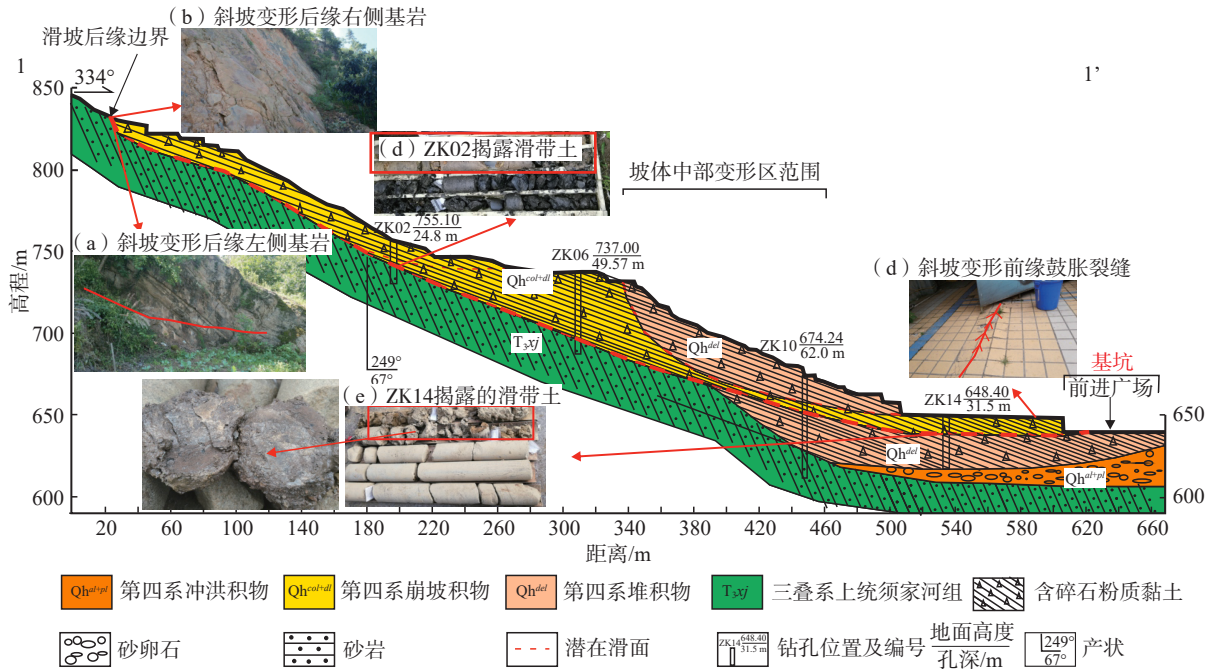 （b）斜坡变形后缘右侧基岩
滑坡后缘边界
1
1’
334°
（d）ZK02揭露滑带土
坡体中部变形区范围
ZK02 755.10
24.8 m
（a）斜坡变形后缘左侧基岩
ZK06 737.00
49.57 m
（d）斜坡变形前缘鼓胀裂缝
Qh^{col+dl}
T₃xj
Qh^{del}
ZK10 674.24
62.0 m
249°
67°
基坑
前进广场
（e）ZK14揭露的滑带土
ZK14 648.40
31.5 m
Qh^{del}
Qh^{al+pl}
高程/m
850
800
750
700
650
600
650
600
20 60 100 140 180 220 260 300 340 380 420 460 500 540 580 620 660
距离/m
Qh^{al+pl} 第四系冲洪积物
Qh^{col+dl} 第四系崩坡积物
Qh^{del} 第四系堆积物
T₃xj 三叠系上统须家河组
含碎石粉质黏土
砂卵石
砂岩
潜在滑面
ZK14 648.40
31.5 m
钻孔位置及编号 地面高度
孔深/m
249°
67°
产状